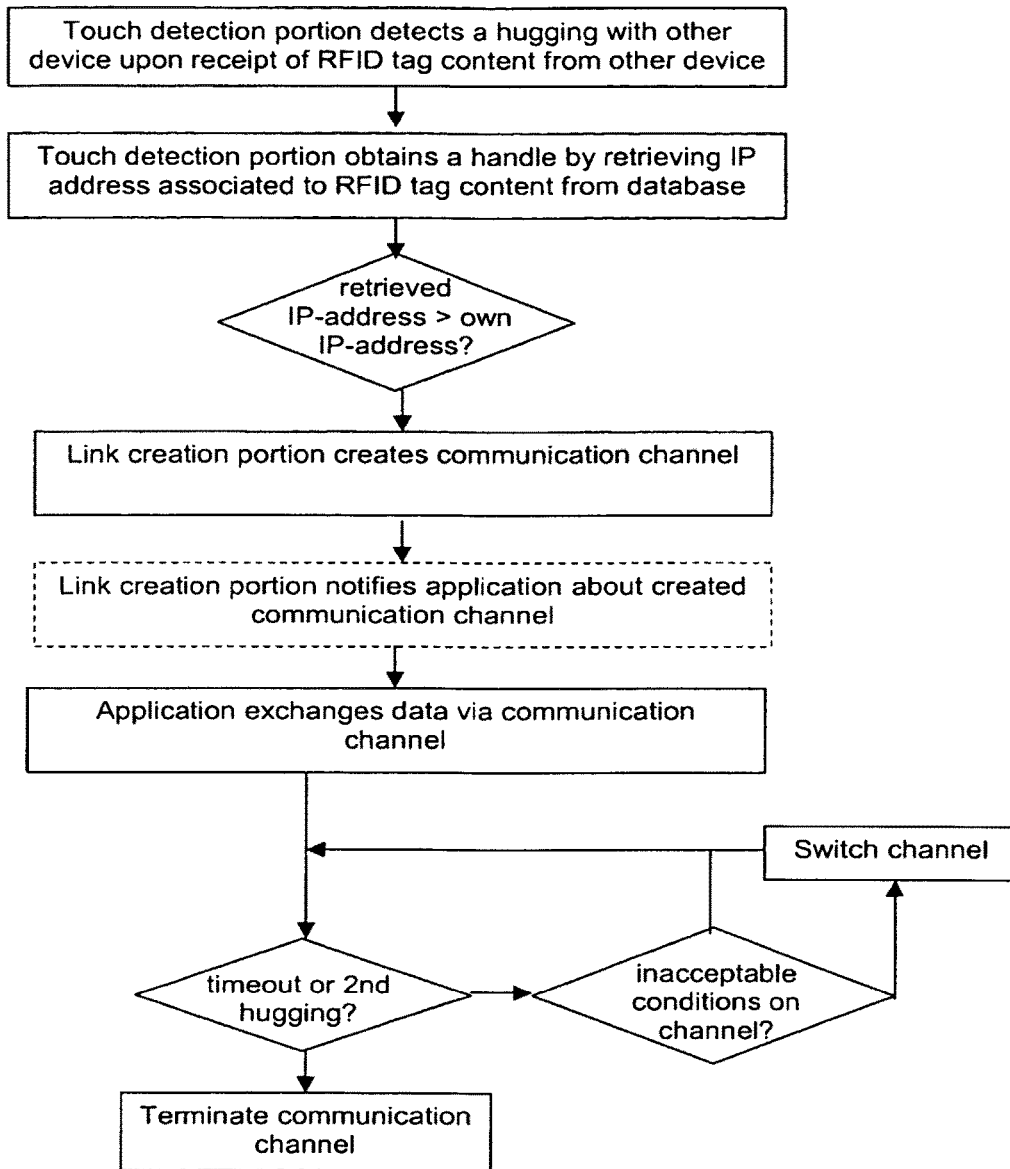 Touch detection portion detects a hugging with other
device upon receipt of RFID tag content from other device
Touch detection portion obtains a handle by retrieving IP
address associated to RFID tag content from database
retrieved
IP-address > own
IP-address?
Link creation portion creates communication channel
Link creation portion notifies application about created
communication channel
Application exchanges data via communication
channel
Switch channel
timeout or 2nd
hugging?
inacceptable
conditions on
channel?
Terminate communication
channel